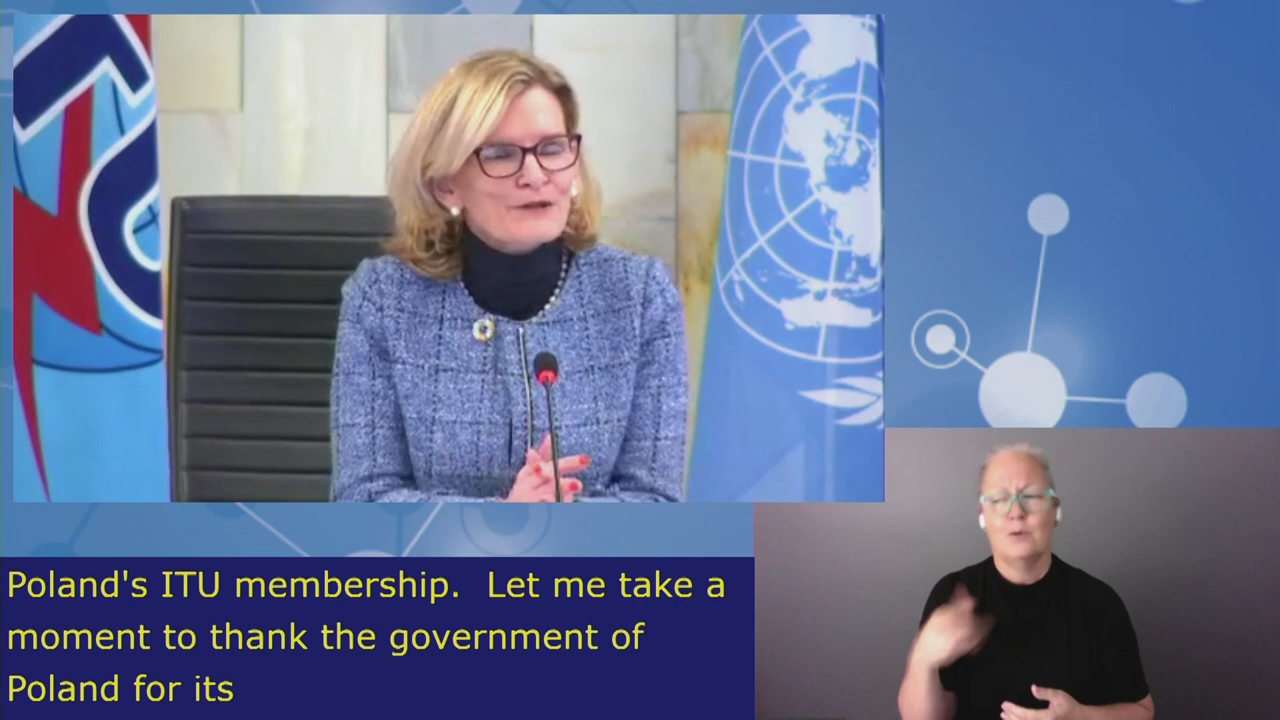 Poland's ITU membership.  Let me take a
moment to thank the government of
Poland for its